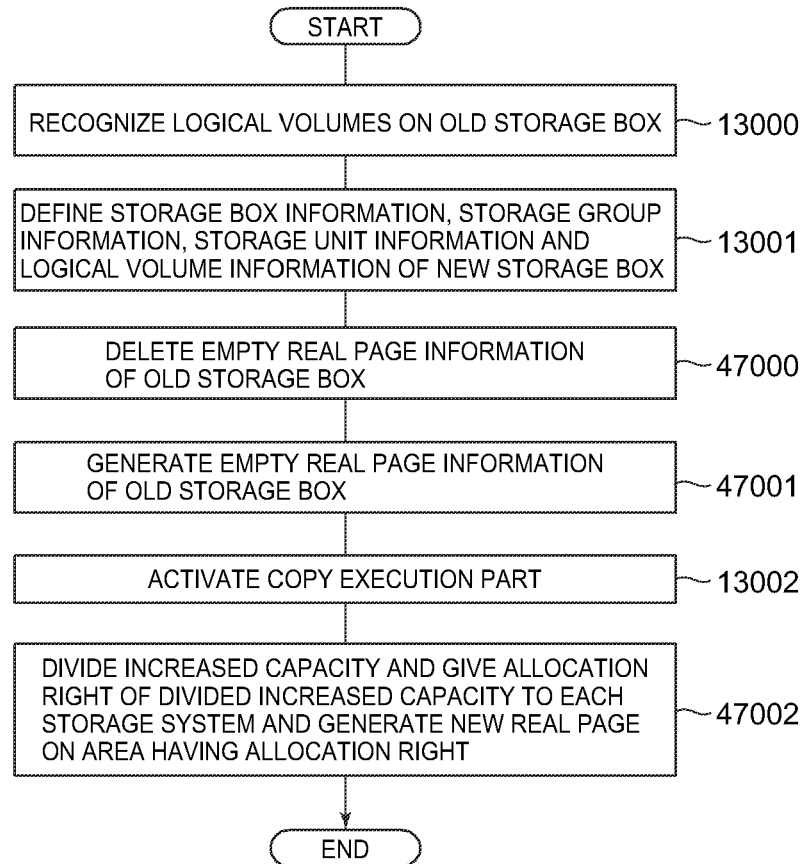 START
RECOGNIZE LOGICAL VOLUMES ON OLD STORAGE BOX
13000
DEFINE STORAGE BOX INFORMATION, STORAGE GROUP
INFORMATION, STORAGE UNIT INFORMATION AND
LOGICAL VOLUME INFORMATION OF NEW STORAGE BOX
13001
DELETE EMPTY REAL PAGE INFORMATION
OF OLD STORAGE BOX
47000
GENERATE EMPTY REAL PAGE INFORMATION
OF OLD STORAGE BOX
47001
ACTIVATE COPY EXECUTION PART
13002
DIVIDE INCREASED CAPACITY AND GIVE ALLOCATION
RIGHT OF DIVIDED INCREASED CAPACITY TO EACH
STORAGE SYSTEM AND GENERATE NEW REAL PAGE
ON AREA HAVING ALLOCATION RIGHT
47002
END